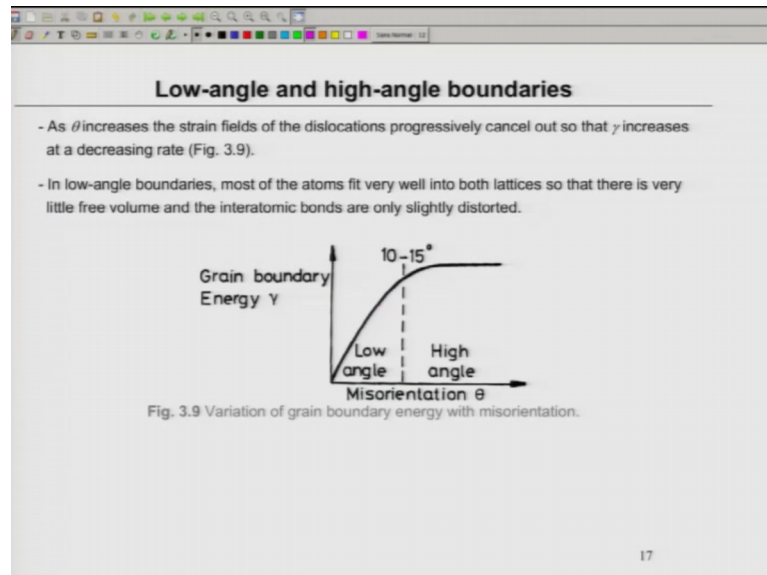 Sans Normal 12
Low-angle and high-angle boundaries
- As θ increases the strain fields of the dislocations progressively cancel out so that γ increases
at a decreasing rate (Fig. 3.9).
- In low-angle boundaries, most of the atoms fit very well into both lattices so that there is very
little free volume and the interatomic bonds are only slightly distorted.
10-15°
Grain boundary
Energy γ
Low High
angle angle
Misorientation θ
Fig. 3.9 Variation of grain boundary energy with misorientation.
17